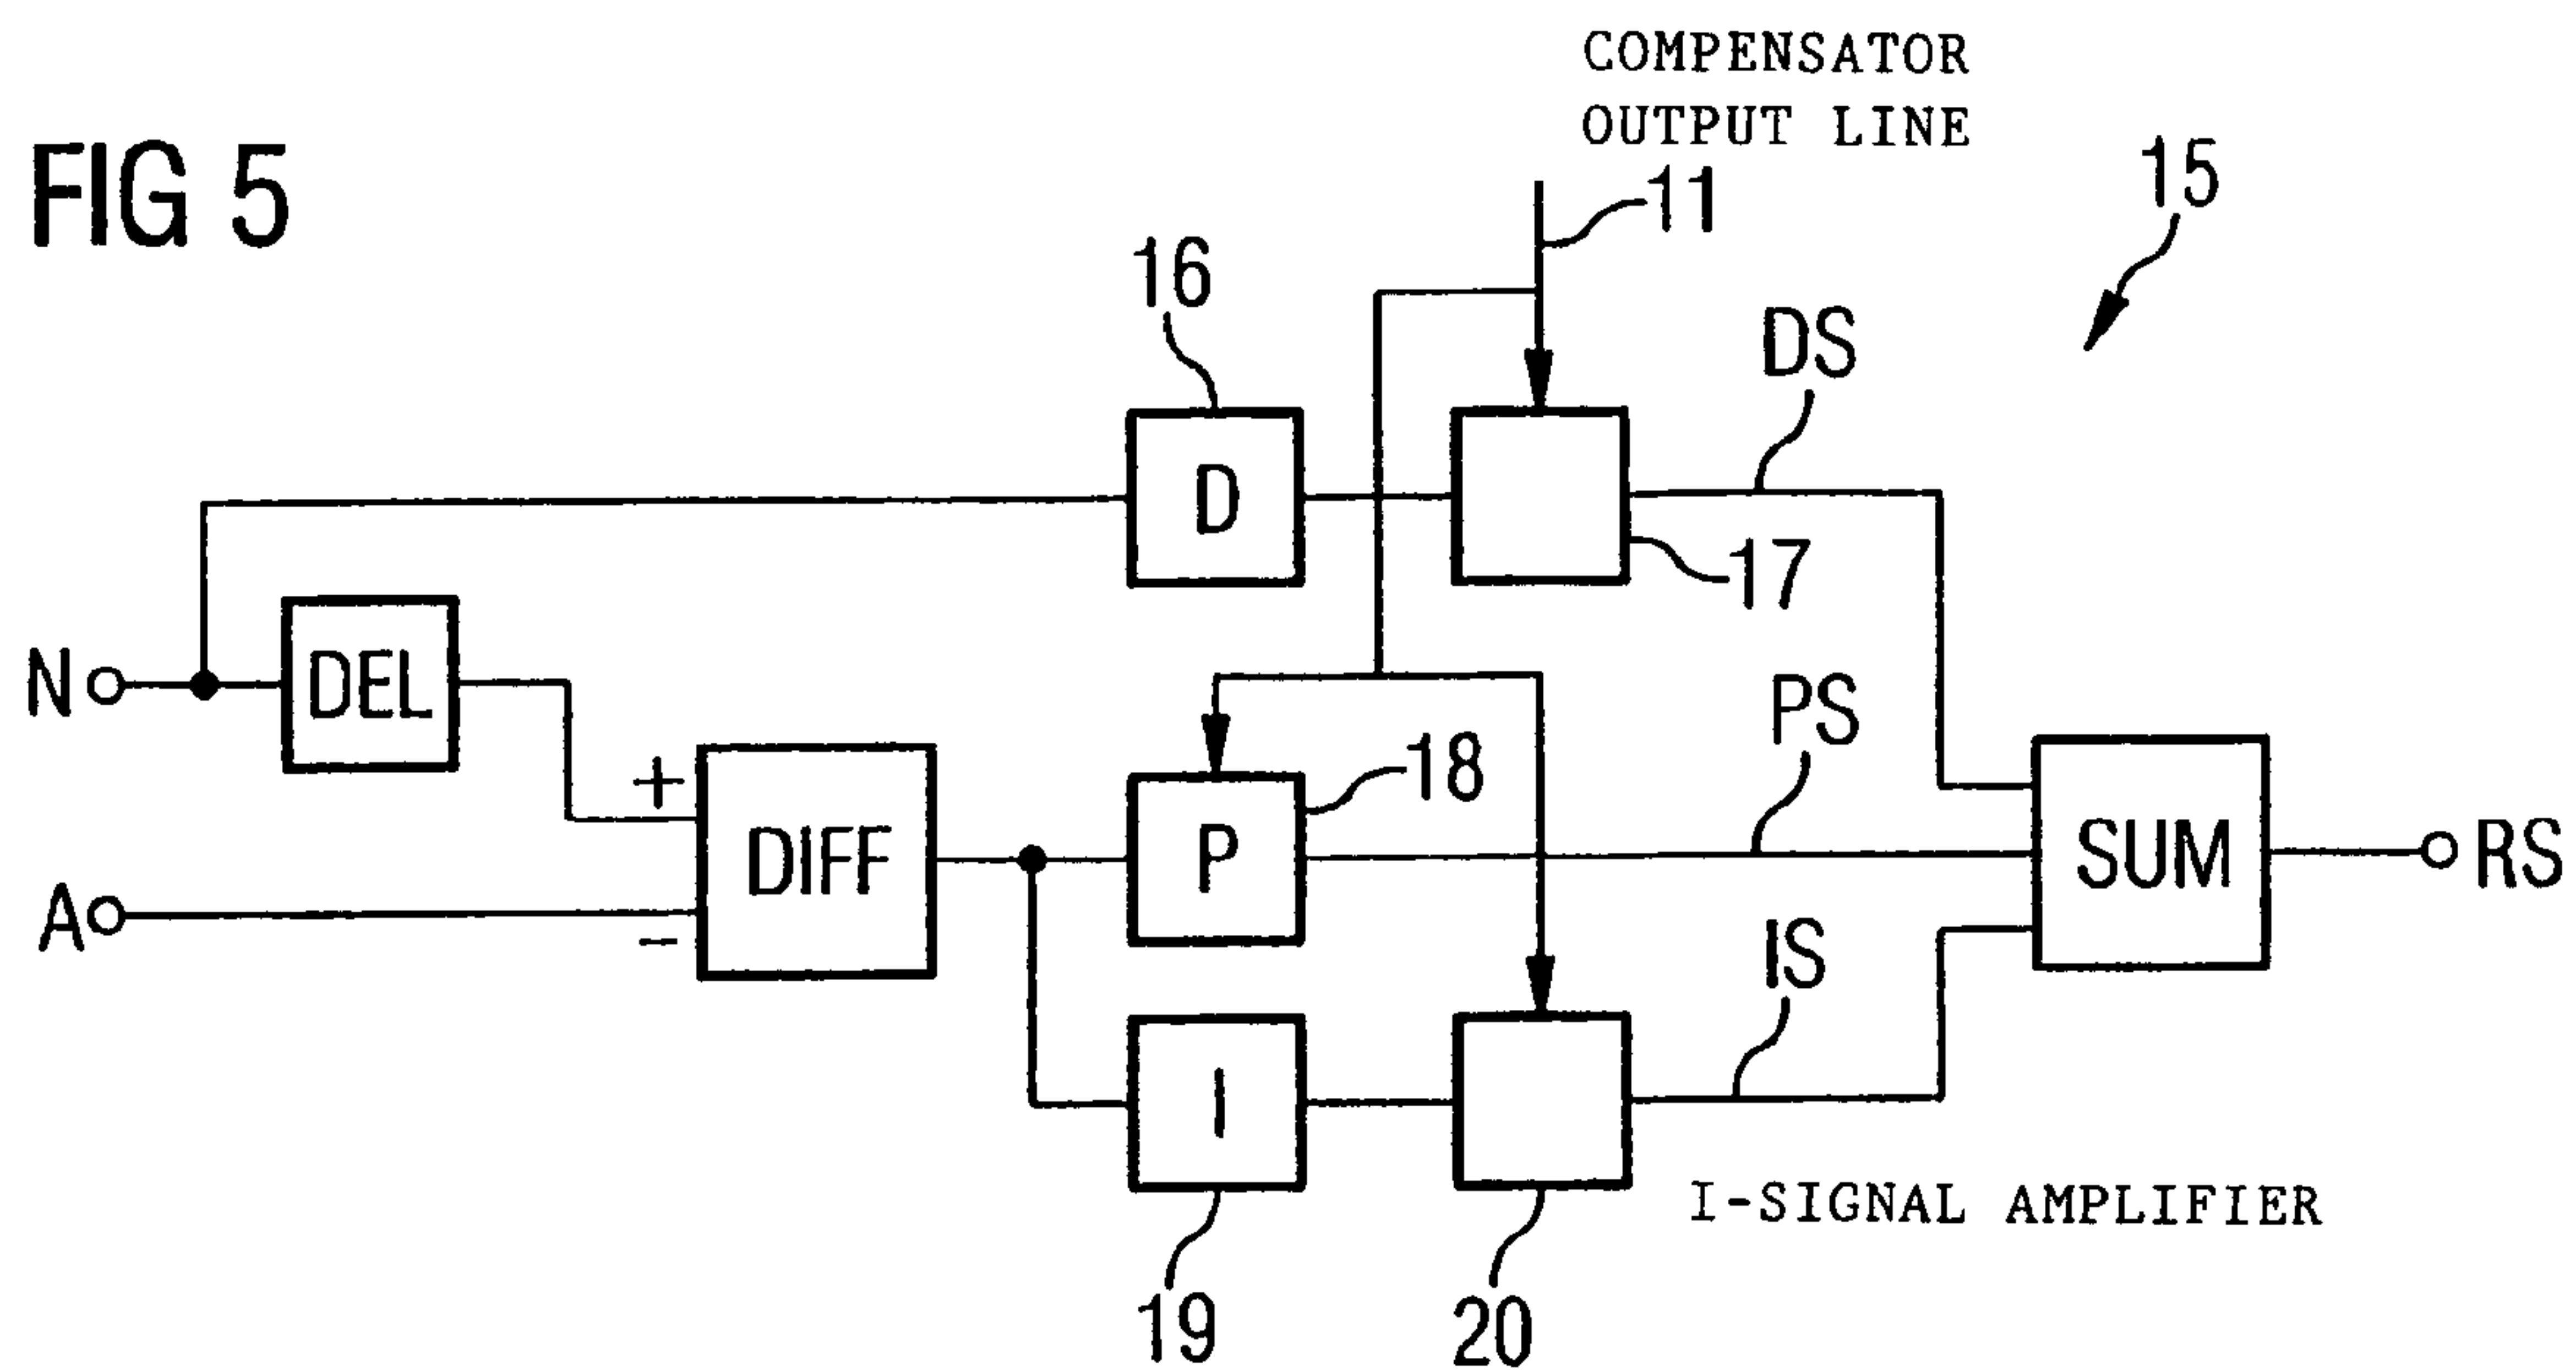 COMPENSATOR
OUTPUT LINE
FIG 5
11
15
16
DS
D
17
N
DEL
PS
+
18
DIFF
P
SUM
RS
A
-
IS
I
I-SIGNAL AMPLIFIER
19
20